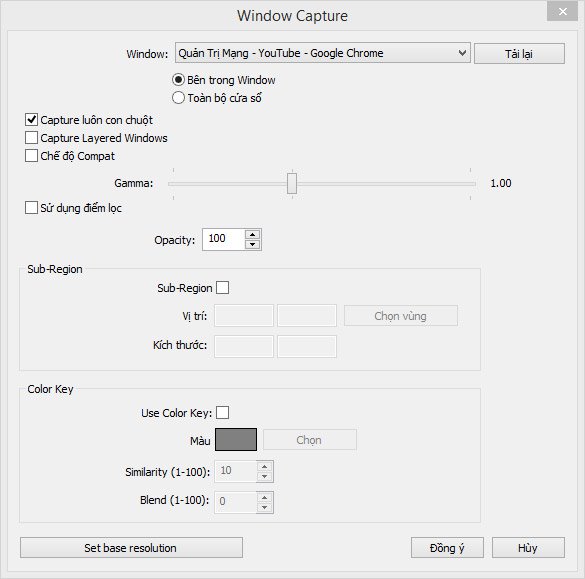 Window Capture
Window: Quản Trị Mạng - YouTube - Google Chrome Tải lại
Bên trong Window
Toàn bộ cửa sổ
Capture luôn con chuột
Capture Layered Windows
Chế độ Compat
Gamma: 1.00
Sử dụng điểm lọc
Opacity: 100
Sub-Region
Sub-Region
Vị trí: Chọn vùng
Kích thước:
Color Key
Use Color Key:
Màu Chọn
Similarity (1-100): 10
Blend (1-100): 0
Set base resolution Đồng ý Hủy